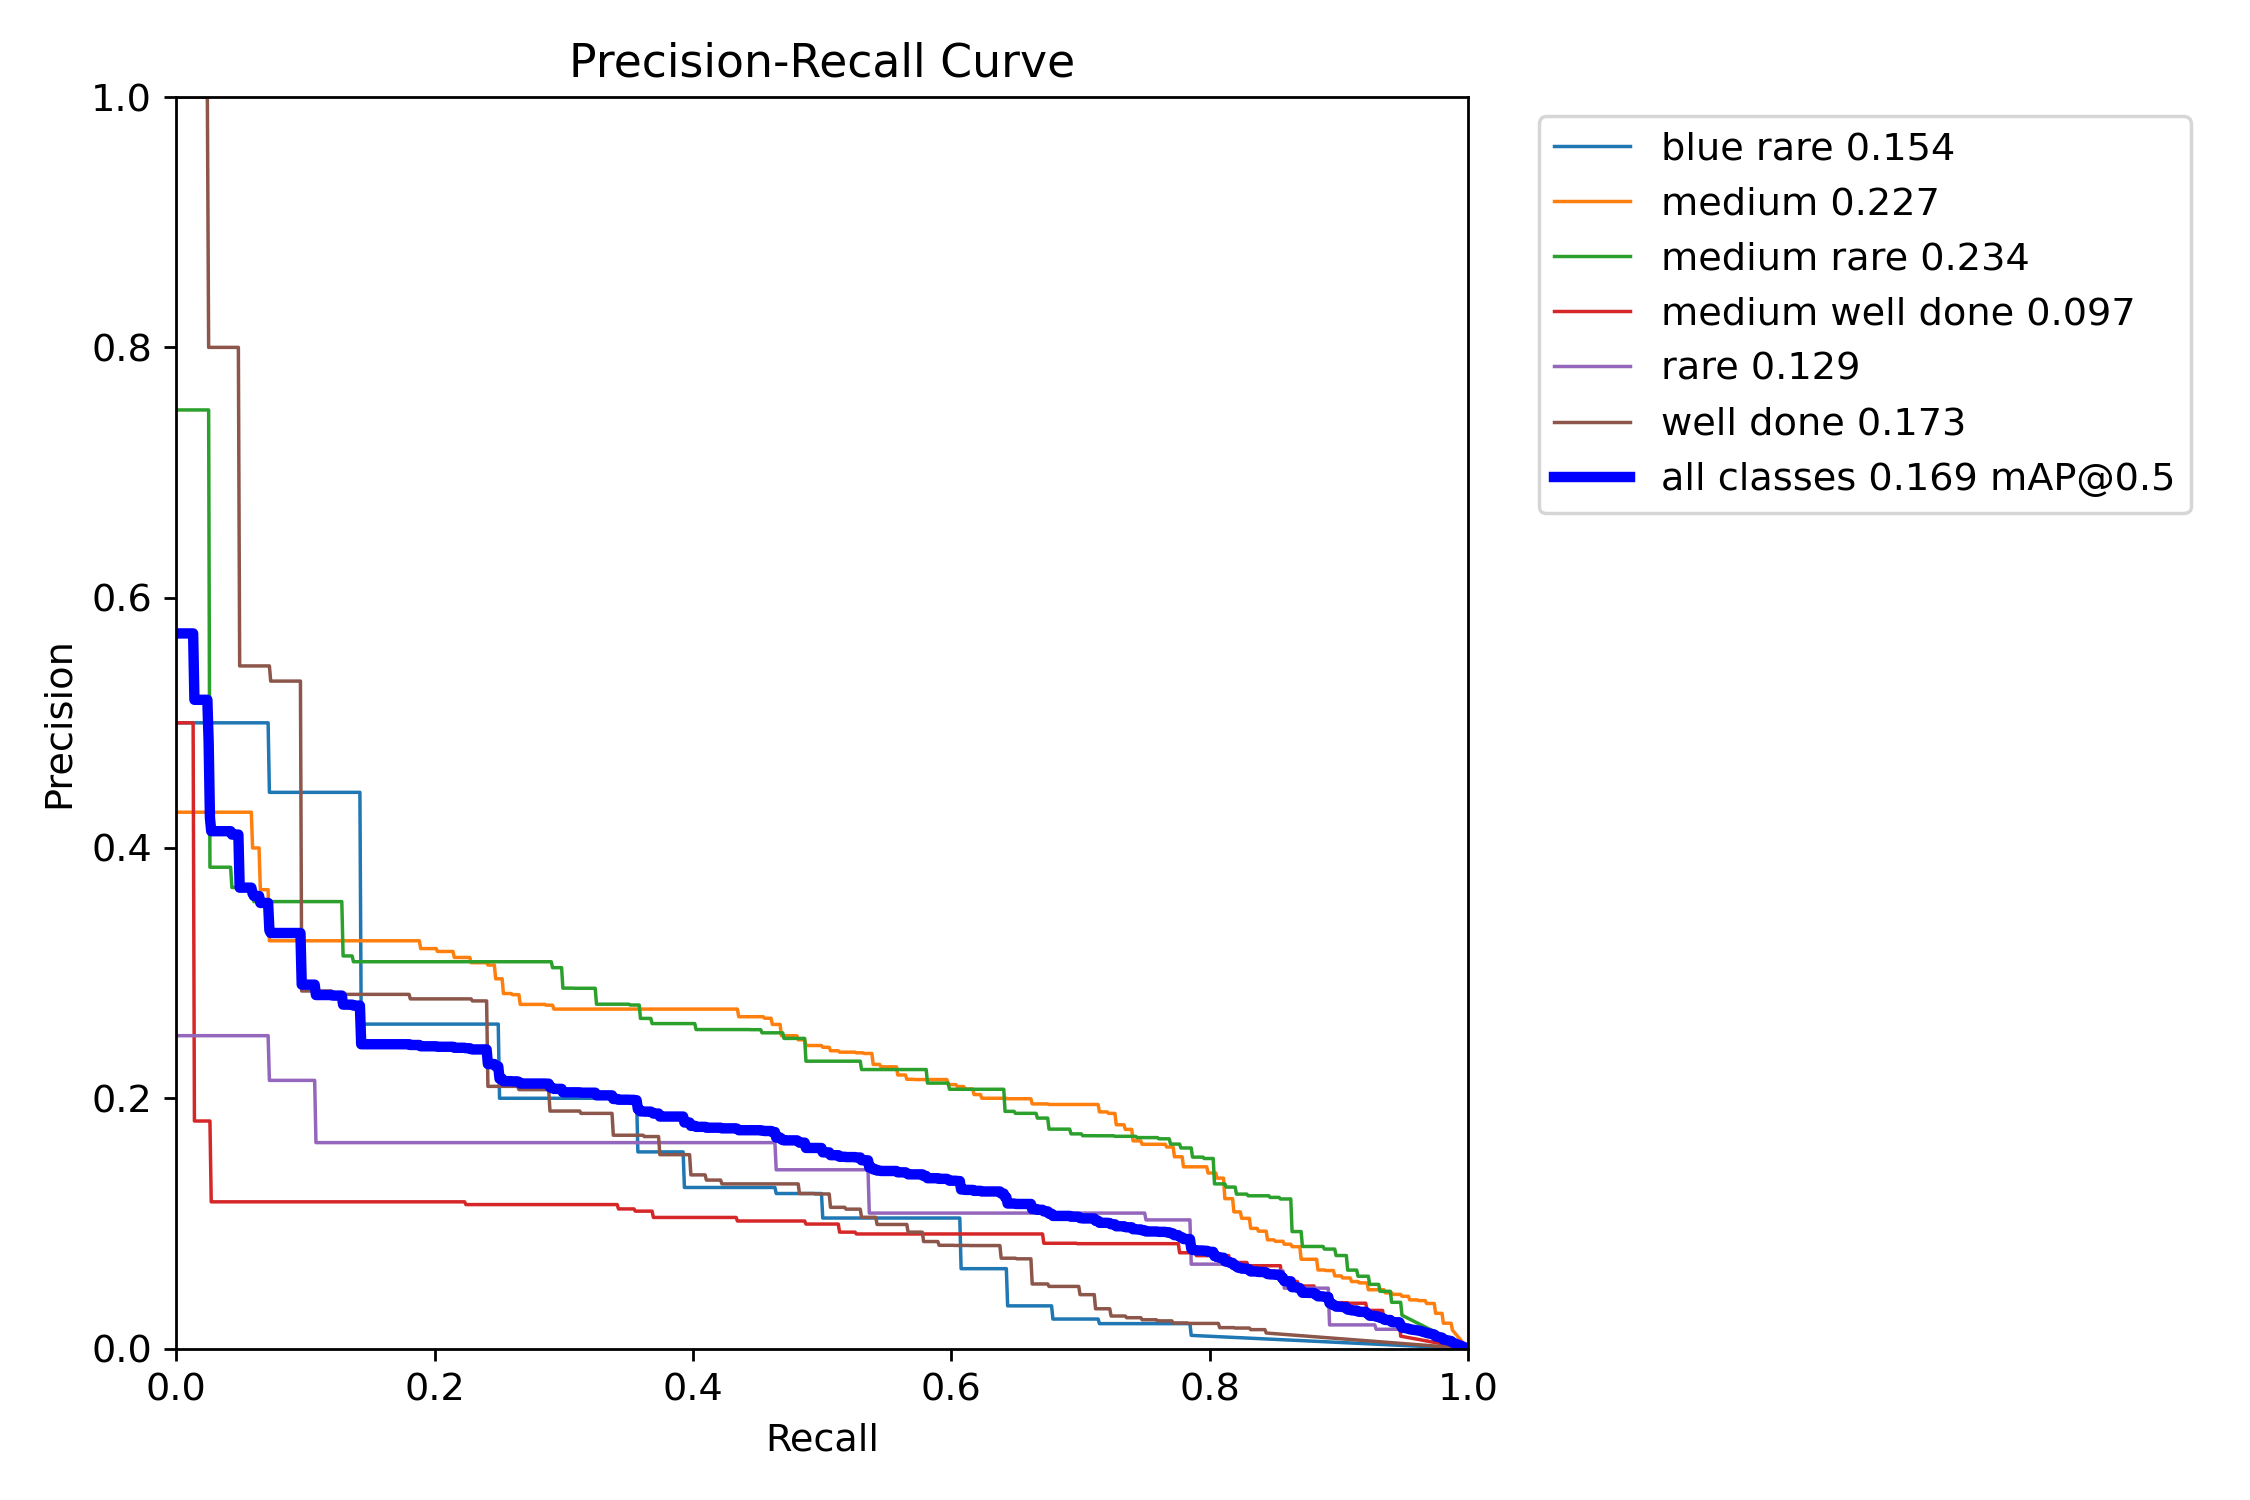 Precision-Recall Curve
1.0
0.8
0.6
0.4
0.2
0.0
Precision
0.0 0.2 0.4 0.6 0.8 1.0
Recall
blue rare 0.154
medium 0.227
medium rare 0.234
medium well done 0.097
rare 0.129
well done 0.173
all classes 0.169 mAP@0.5